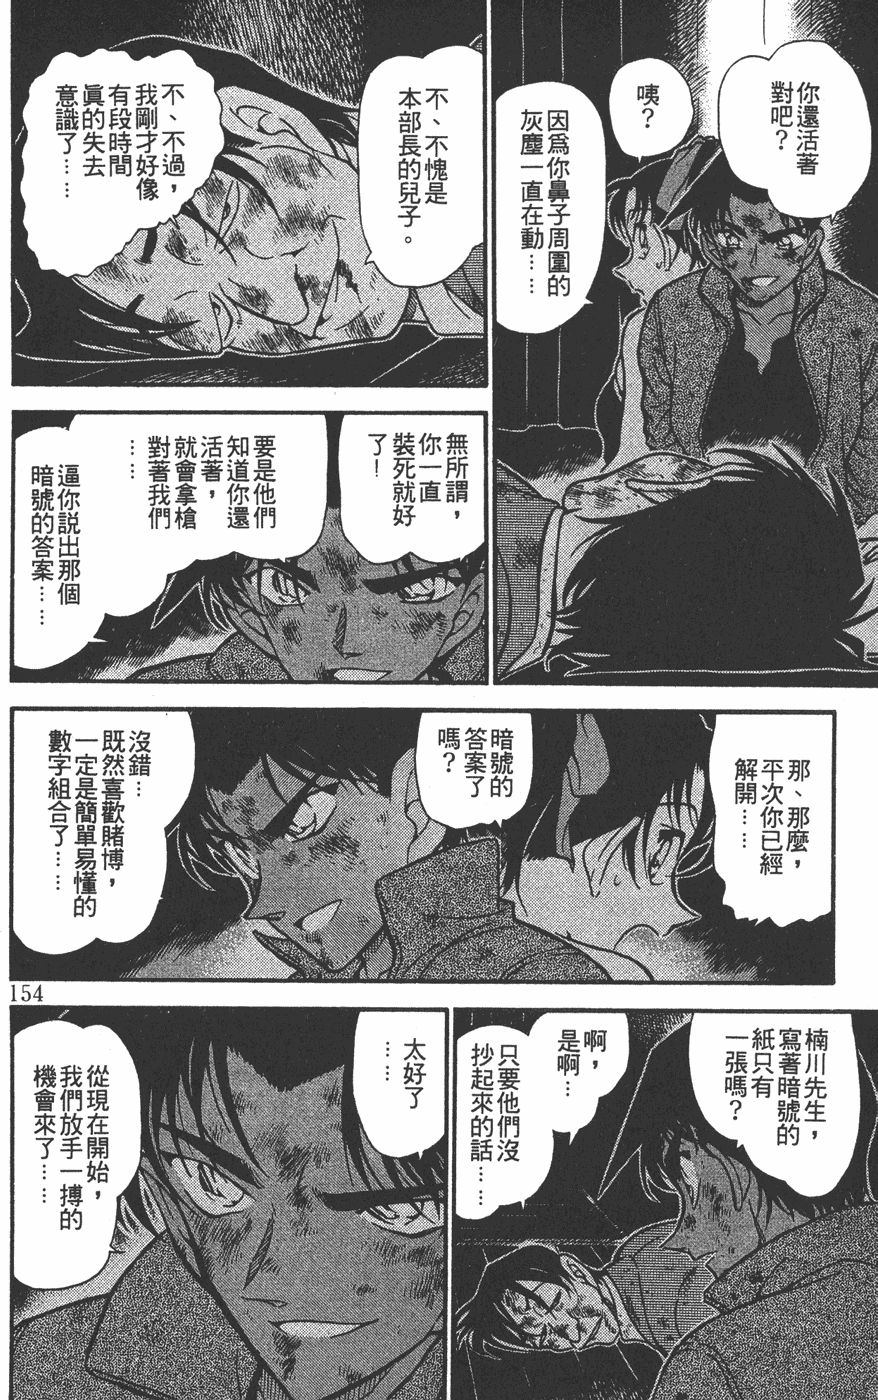 你還活著
對吧？
咦？
因爲你鼻子周圍的
灰塵一直在動……
不、不愧是
本部長的兒子。
不、不過，
我剛才好像
有段時間
眞的失去
意識了……
無所謂，
你一直
裝死就好
了！
要是他們
知道你還
活著，
就會拿槍
對著我們
……
逼你説出那個
暗號的答案……
那、那麼，
平次你已經
解開……
暗號的
答案了
嗎？
沒錯…
既然喜歡賭博，
一定是簡單易懂的
數字組合了……
楠川先生，
寫著暗號的
紙只有
一張嗎？
啊，
是啊…
只要他們沒
抄起來的話……
太好了
……
從現在開始，
我們放手一搏的
機會來了……
154